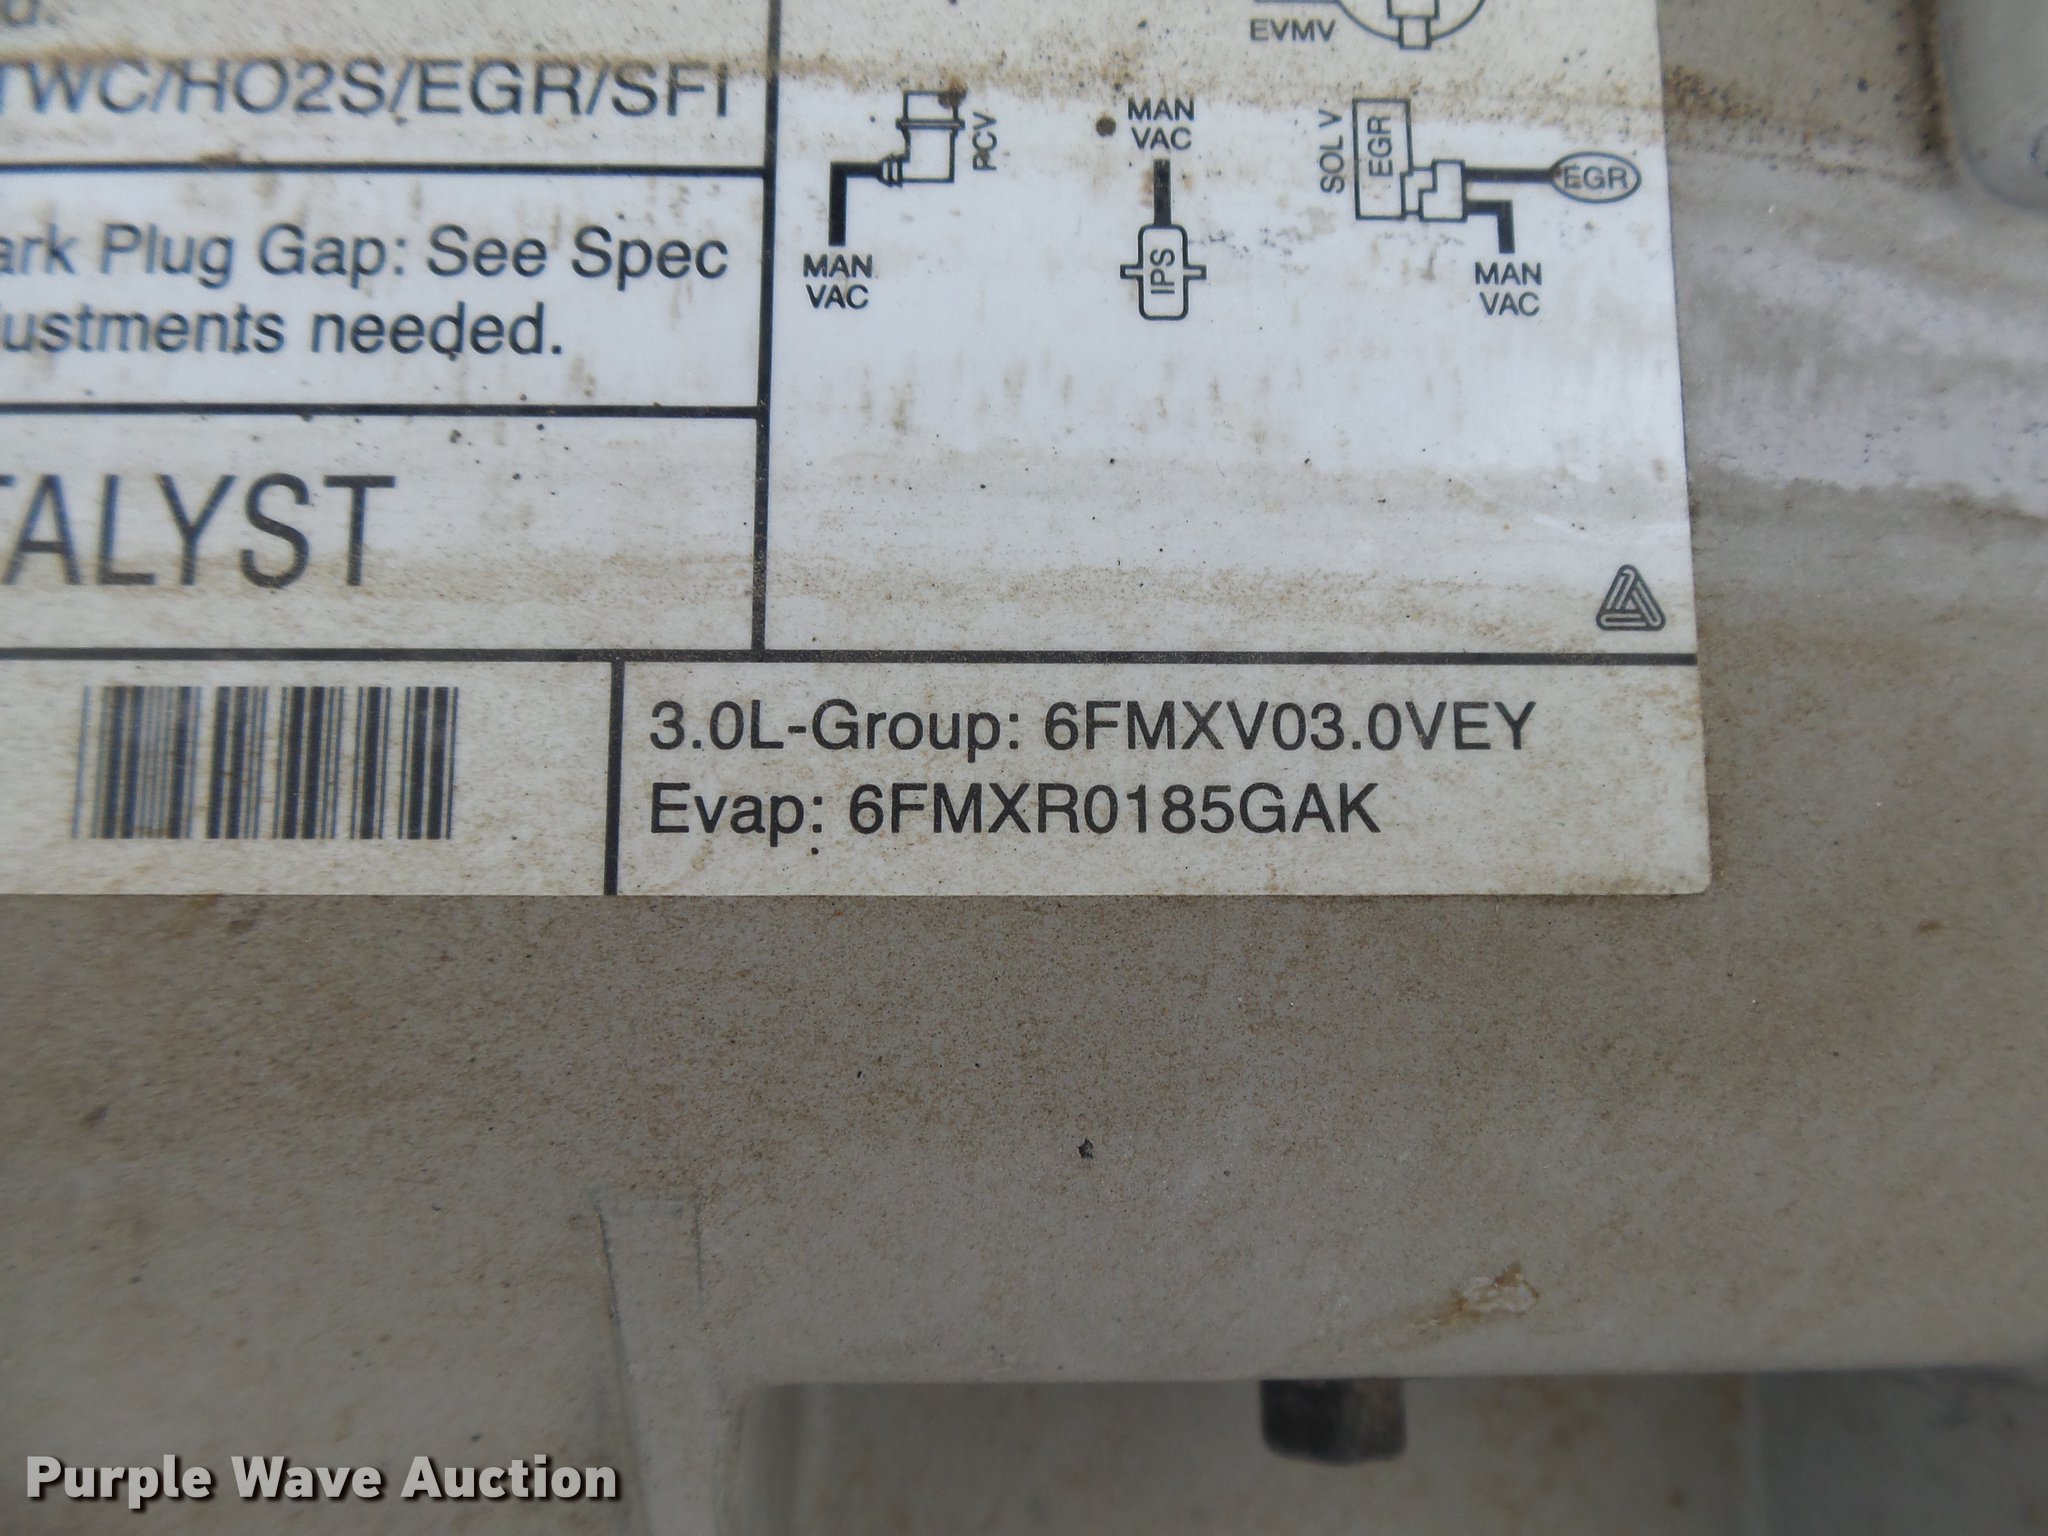 EVMV
TWC/HO2S/EGR/SFI
ark Plug Gap: See Spec
justments needed.
TALYST
PCV
MAN
VAC
MAN
VAC
IPS
SOL V
EGR
EGR
MAN
VAC
3.0L-Group: 6FMXV03.0VEY
Evap: 6FMXR0185GAK
Purple Wave Auction